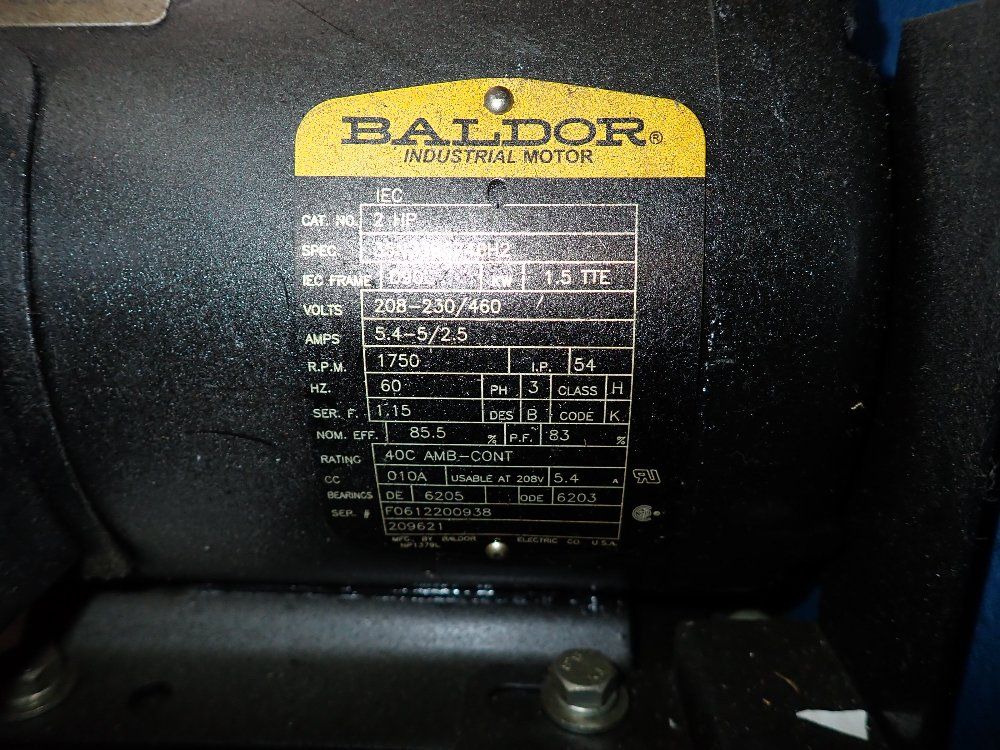 BALDOR®
INDUSTRIAL MOTOR
IEC
CAT. NO. 2 HP
SPEC.
IEC FRAME KW 1.5 TTE
VOLTS 208-230/460
AMPS 5.4-5/2.5
R.P.M. 1750 I.P. 54
HZ. 60 PH 3 CLASS H
SER. F. 1.15 DES B CODE K
NOM. EFF. 85.5 % P.F. 83 %
RATING 40C AMB-CONT
CC 010A USABLE AT 208V 5.4 A
BEARINGS DE 6205 ODE 6203
SER. # F0612200938
209621
MFG. BY BALDOR ELECTRIC CO. U.S.A.
NP1379L